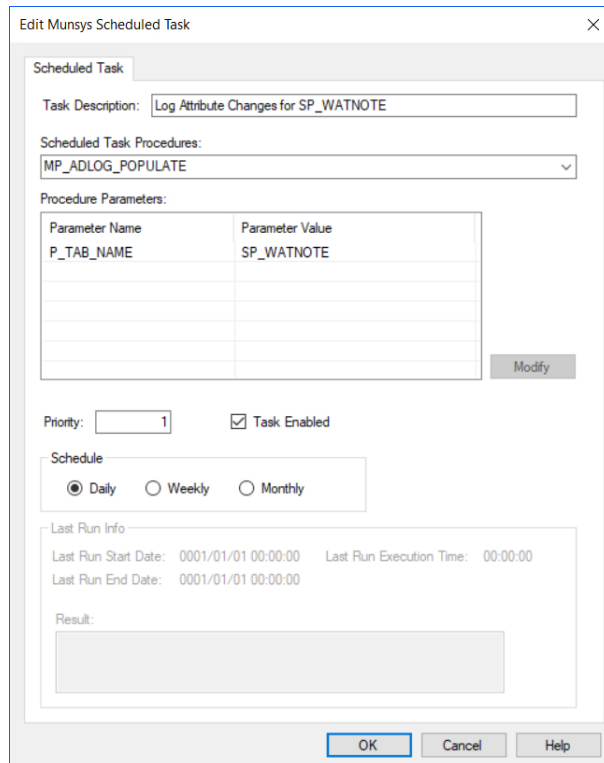 Edit Munsys Scheduled Task
Scheduled Task
Task Description: Log Attribute Changes for SP_WATNOTE
Scheduled Task Procedures:
MP_ADLOG_POPULATE
Procedure Parameters:
Parameter Name Parameter Value
P_TAB_NAME SP_WATNOTE
Modify
Priority: 1 Task Enabled
Schedule
Daily Weekly Monthly
Last Run Info
Last Run Start Date: 0001/01/01 00:00:00 Last Run Execution Time: 00:00:00
Last Run End Date: 0001/01/01 00:00:00
Result:
OK Cancel Help